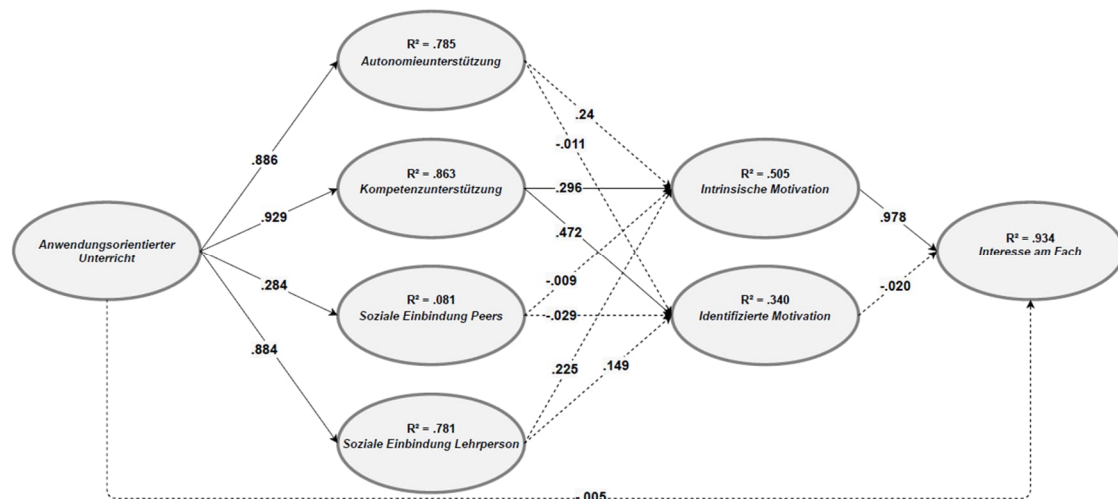 R² = .785
Autonomieunterstützung
.24
-.011
.886
R² = .863
Kompetenzunterstützung
.296
R² = .505
Intrinsische Motivation
.929
.472
.978
Anwendungsorientierter
Unterricht
R² = .934
Interesse am Fach
.284
-.009
-.020
R² = .081
Soziale Einbindung Peers
-.029
R² = .340
Identifizierte Motivation
.884
.225
.149
R² = .781
Soziale Einbindung Lehrperson
-.005